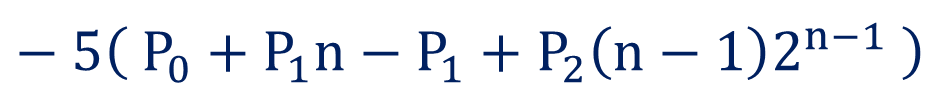 − 5( P₀ + P₁n − P₁ + P₂(n − 1)2ⁿ⁻¹ )